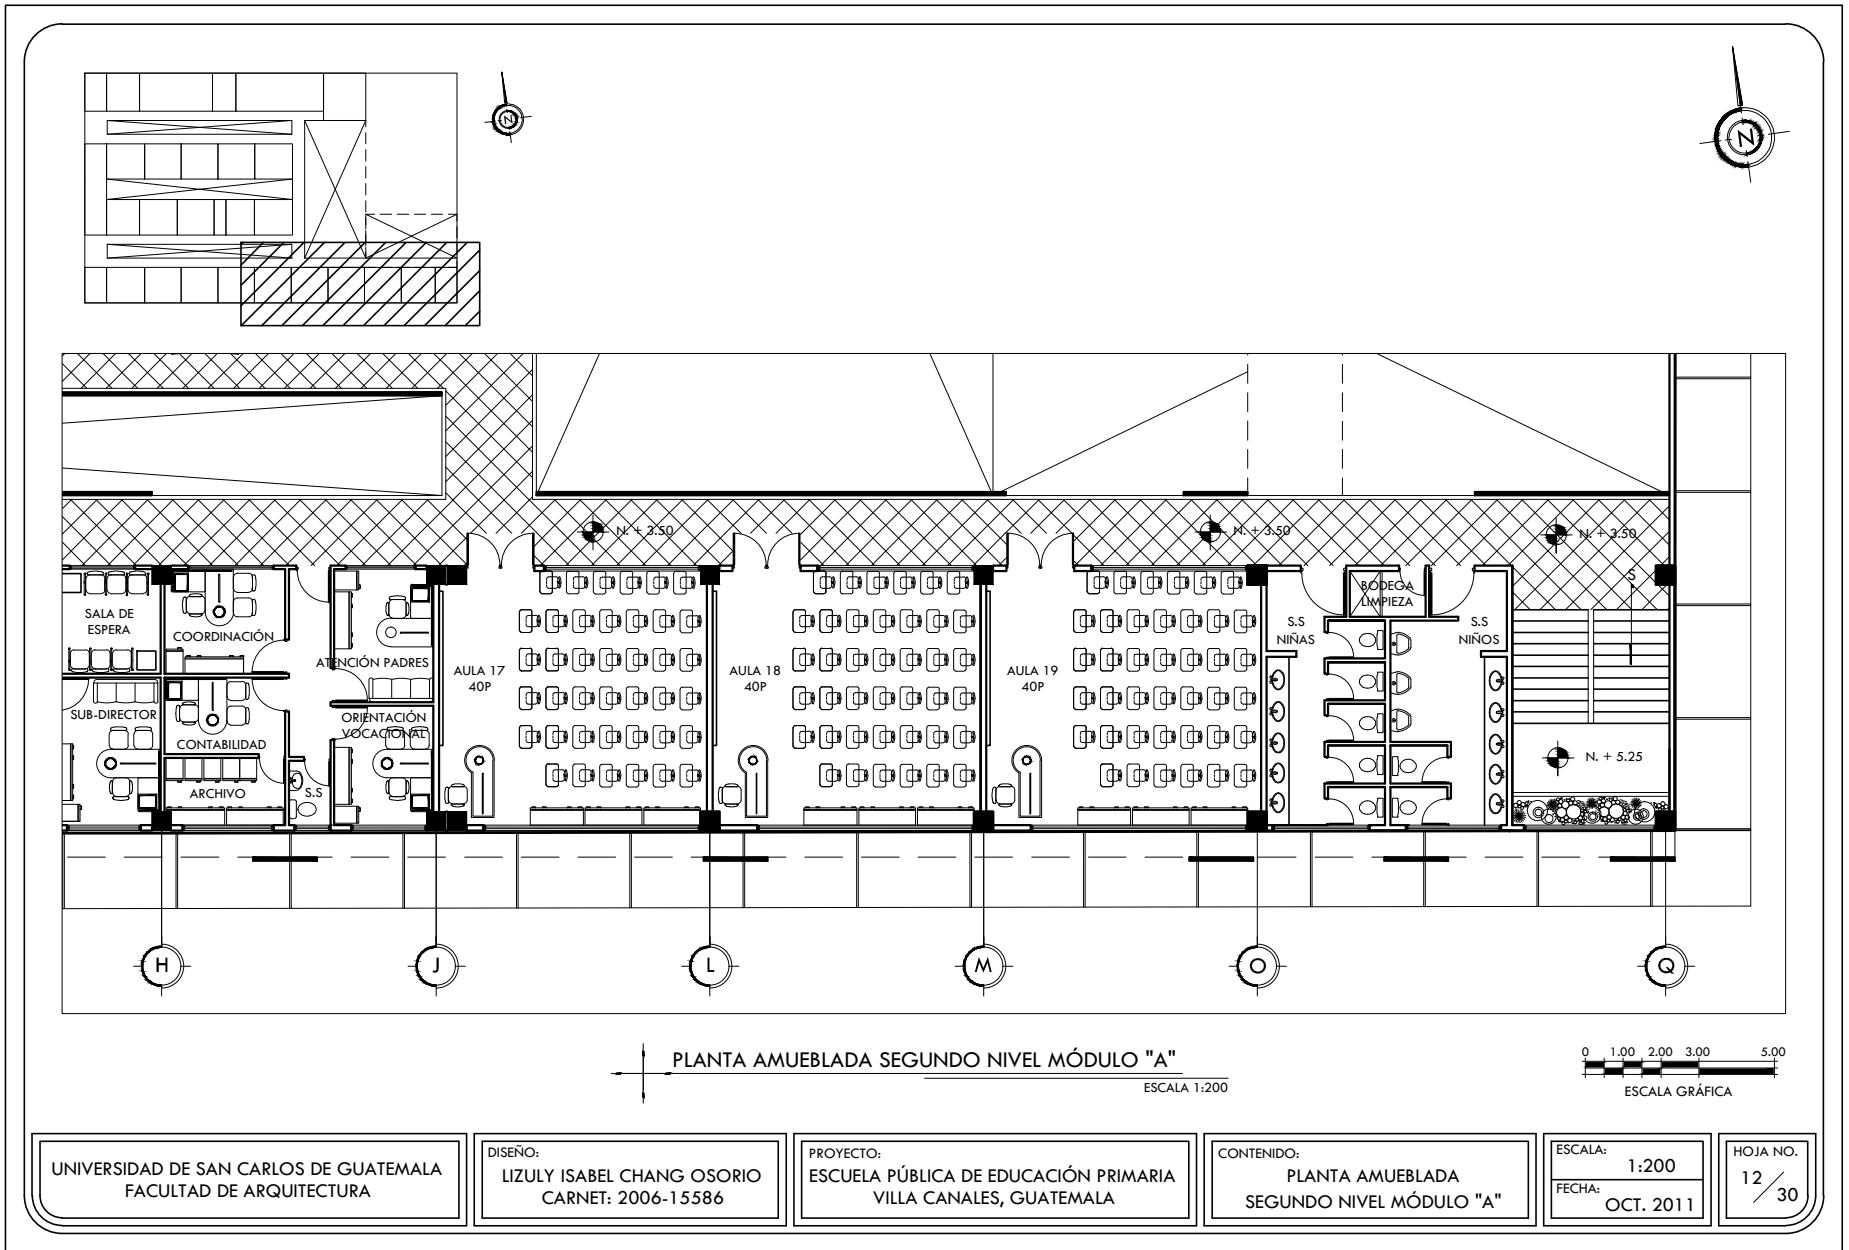 N
N
N. + 3.50
N. + 3.50
N. + 3.50
S
SALA DE
ESPERA
COORDINACIÓN
ATENCIÓN PADRES
SUB-DIRECTOR
CONTABILIDAD
ORIENTACIÓN
VOCACIONAL
ARCHIVO
S.S
AULA 17
40P
AULA 18
40P
AULA 19
40P
S.S
NIÑAS
BODEGA
LIMPIEZA
S.S
NIÑOS
N. + 5.25
H
J
L
M
O
Q
PLANTA AMUEBLADA SEGUNDO NIVEL MÓDULO "A"
ESCALA 1:200
0 1.00 2.00 3.00 5.00
ESCALA GRÁFICA
UNIVERSIDAD DE SAN CARLOS DE GUATEMALA
FACULTAD DE ARQUITECTURA
DISEÑO:
LIZULY ISABEL CHANG OSORIO
CARNET: 2006-15586
PROYECTO:
ESCUELA PÚBLICA DE EDUCACIÓN PRIMARIA
VILLA CANALES, GUATEMALA
CONTENIDO:
PLANTA AMUEBLADA
SEGUNDO NIVEL MÓDULO "A"
ESCALA:
1:200
FECHA:
OCT. 2011
HOJA NO.
12/30